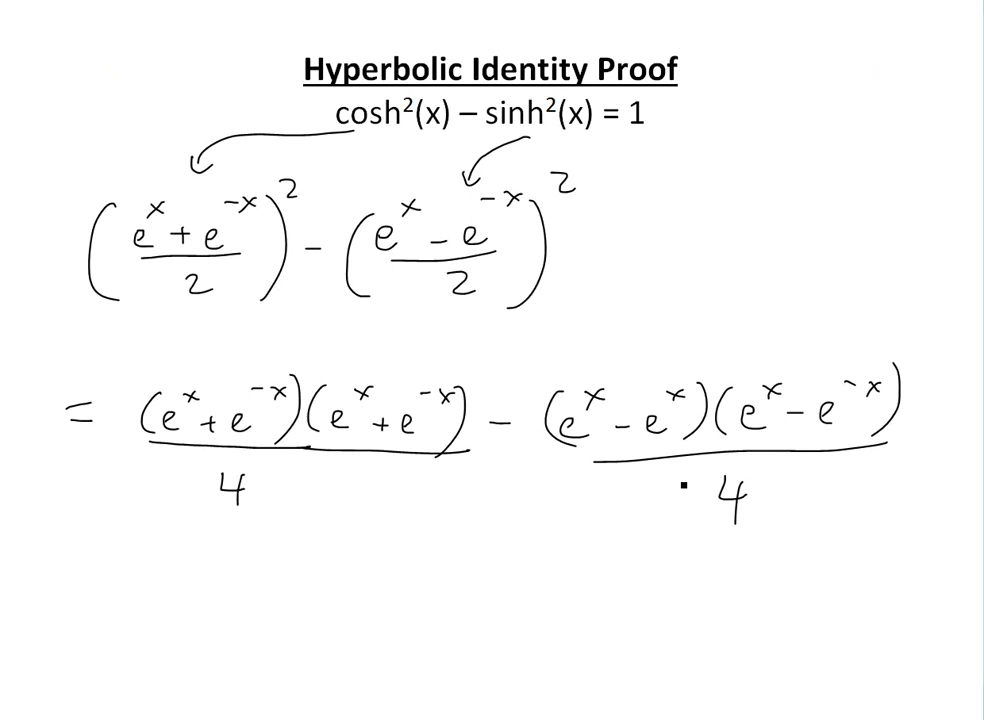 Hyperbolic Identity Proof
cosh²(x) – sinh²(x) = 1
((e^x + e^-x)/2)² - ((e^x - e^-x)/2)²
= (e^x + e^-x)(e^x + e^-x)/4 - (e^x - e^x)(e^x - e^-x)/4